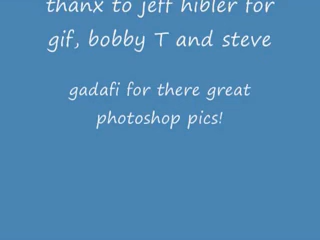 thanx to jeff hibler for
gif, bobby T and steve
gadafi for there great
photoshop pics!